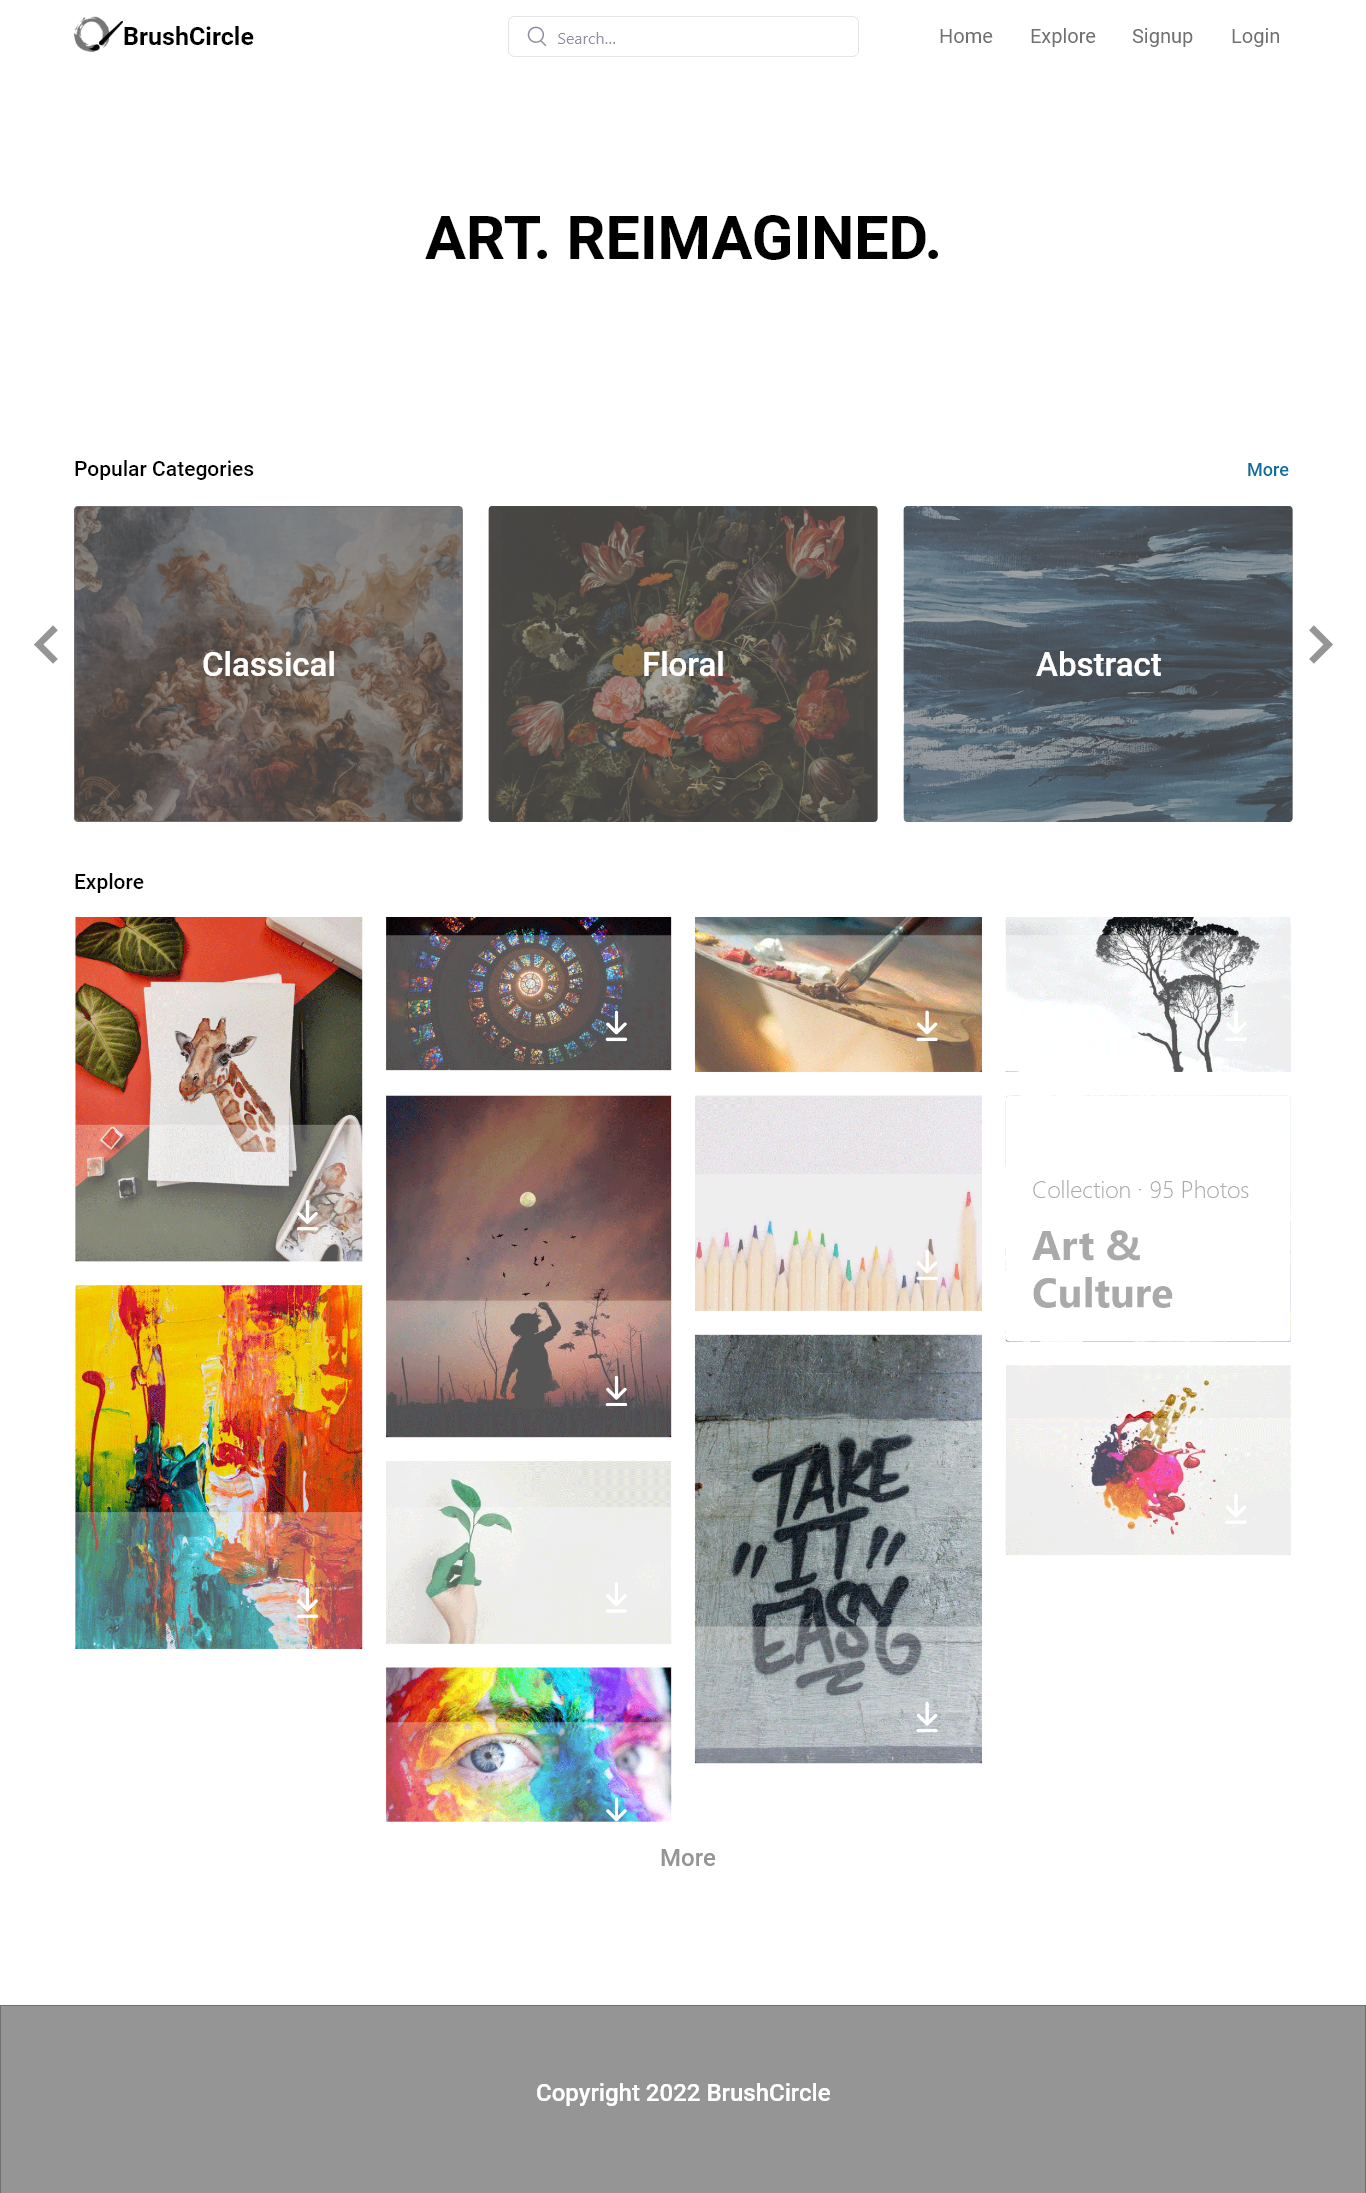 BrushCircle
Search...
Home
Explore
Signup
Login
ART. REIMAGINED.
Popular Categories
More
Classical
Floral
Abstract
Explore
Collection · 95 Photos
Art &
Culture
TAKE
"IT"
EASY
More
Copyright 2022 BrushCircle